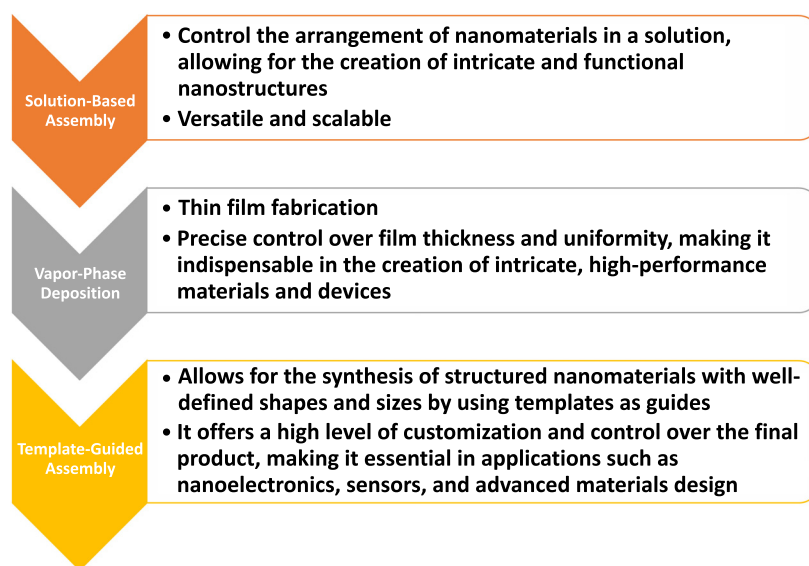 Solution-Based
Assembly
• Control the arrangement of nanomaterials in a solution,
allowing for the creation of intricate and functional
nanostructures
• Versatile and scalable
Vapor-Phase
Deposition
• Thin film fabrication
• Precise control over film thickness and uniformity, making it
indispensable in the creation of intricate, high-performance
materials and devices
Template-Guided
Assembly
• Allows for the synthesis of structured nanomaterials with well-
defined shapes and sizes by using templates as guides
• It offers a high level of customization and control over the final
product, making it essential in applications such as
nanoelectronics, sensors, and advanced materials design